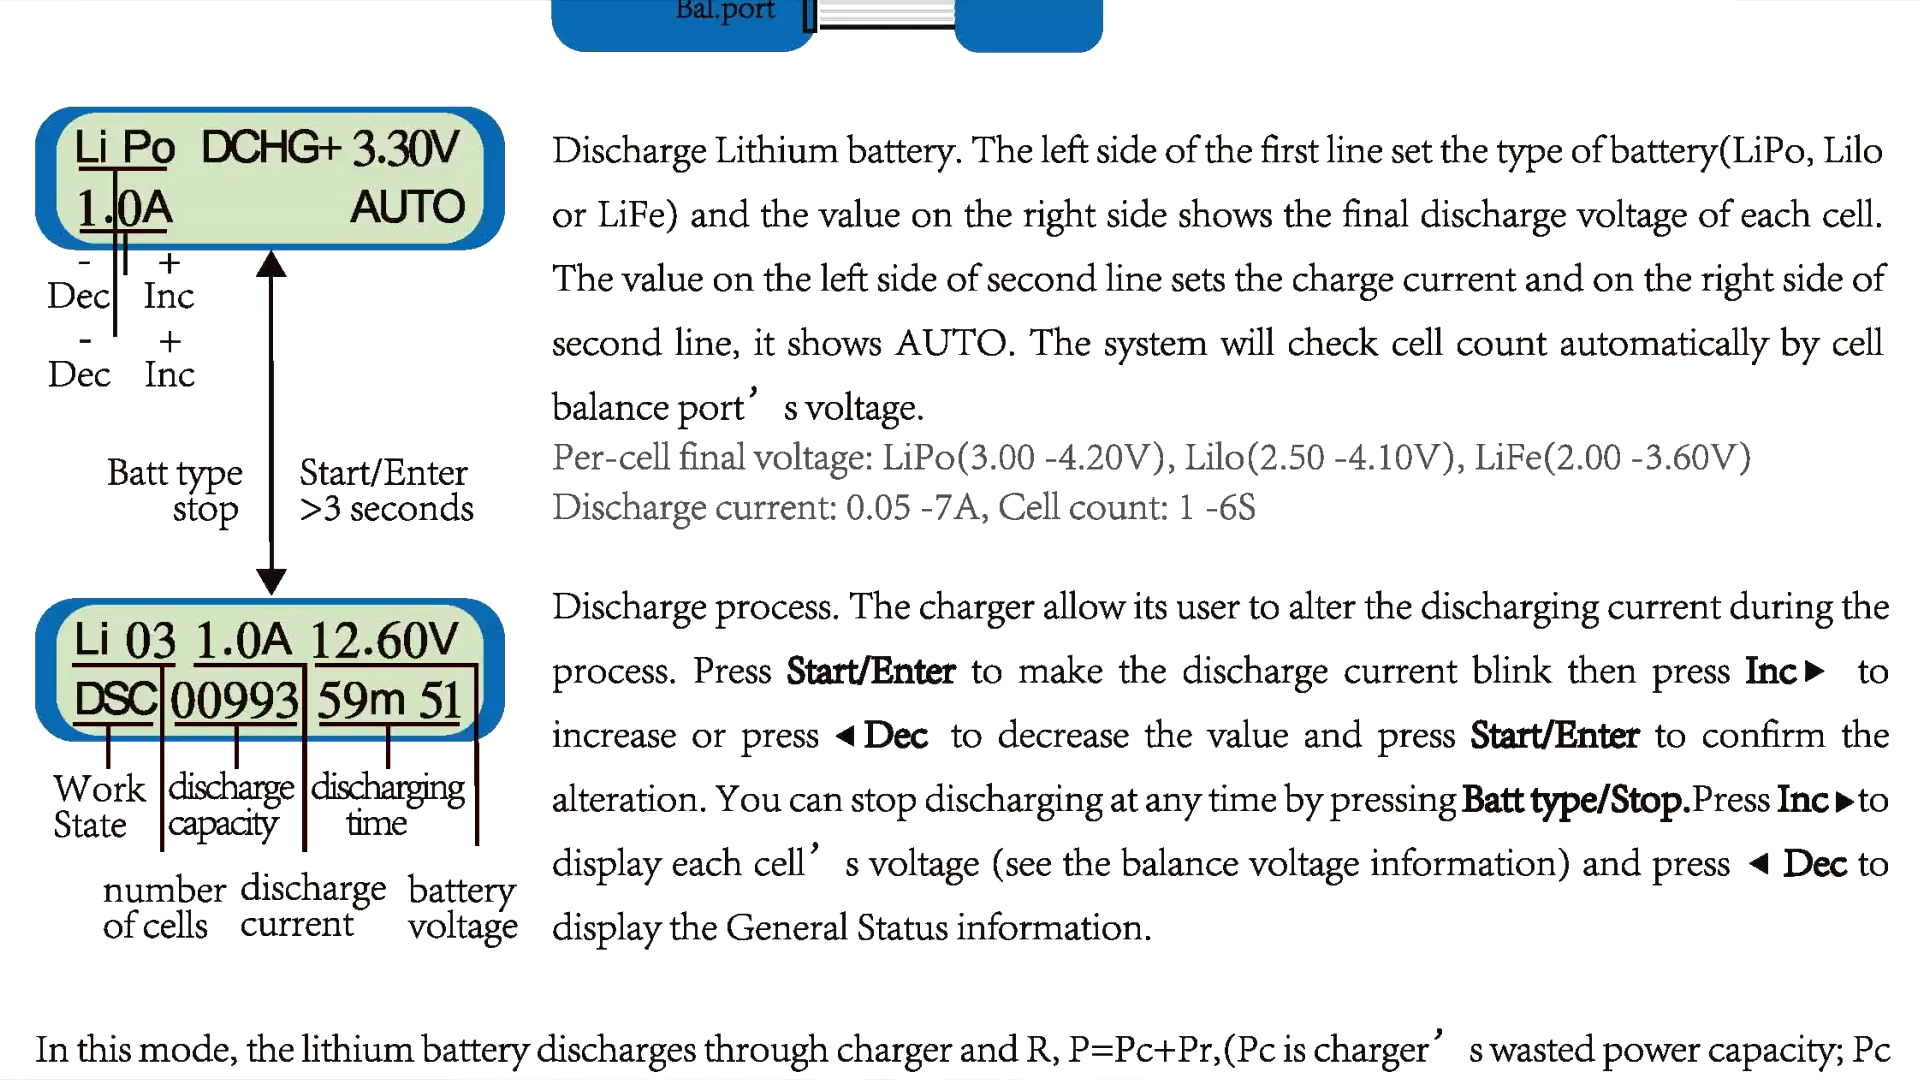 Bal.port
Li Po DCHG+ 3.30V
1.0A AUTO
- +
Dec Inc
- +
Dec Inc
Batt type
stop
Start/Enter
>3 seconds
Li 03 1.0A 12.60V
DSC 00993 59m 51
Work
State
discharge
capacity
discharging
time
number
of cells
discharge
current
battery
voltage
Discharge Lithium battery. The left side of the first line set the type of battery(LiPo, Lilo
or LiFe) and the value on the right side shows the final discharge voltage of each cell.
The value on the left side of second line sets the charge current and on the right side of
second line, it shows AUTO. The system will check cell count automatically by cell
balance port’ s voltage.
Per-cell final voltage: LiPo(3.00 -4.20V), Lilo(2.50 -4.10V), LiFe(2.00 -3.60V)
Discharge current: 0.05 -7A, Cell count: 1 -6S
Discharge process. The charger allow its user to alter the discharging current during the
process. Press Start/Enter to make the discharge current blink then press Inc► to
increase or press ◄Dec to decrease the value and press Start/Enter to confirm the
alteration. You can stop discharging at any time by pressing Batt type/Stop.Press Inc►to
display each cell’ s voltage (see the balance voltage information) and press ◄ Dec to
display the General Status information.
In this mode, the lithium battery discharges through charger and R, P=Pc+Pr,(Pc is charger’ s wasted power capacity; Pc